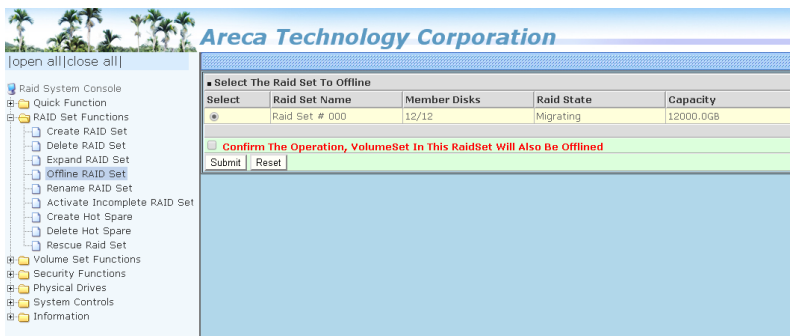 Areca Technology Corporation
|open all|close all|
Raid System Console
Quick Function
RAID Set Functions
Create RAID Set
Delete RAID Set
Expand RAID Set
Offline RAID Set
Rename RAID Set
Activate Incomplete RAID Set
Create Hot Spare
Delete Hot Spare
Rescue Raid Set
Volume Set Functions
Security Functions
Physical Drives
System Controls
Information
Select The Raid Set To Offline
Select Raid Set Name Member Disks Raid State Capacity
Raid Set # 000 12/12 Migrating 12000.0GB
Confirm The Operation, VolumeSet In This RaidSet Will Also Be Offlined
Submit Reset